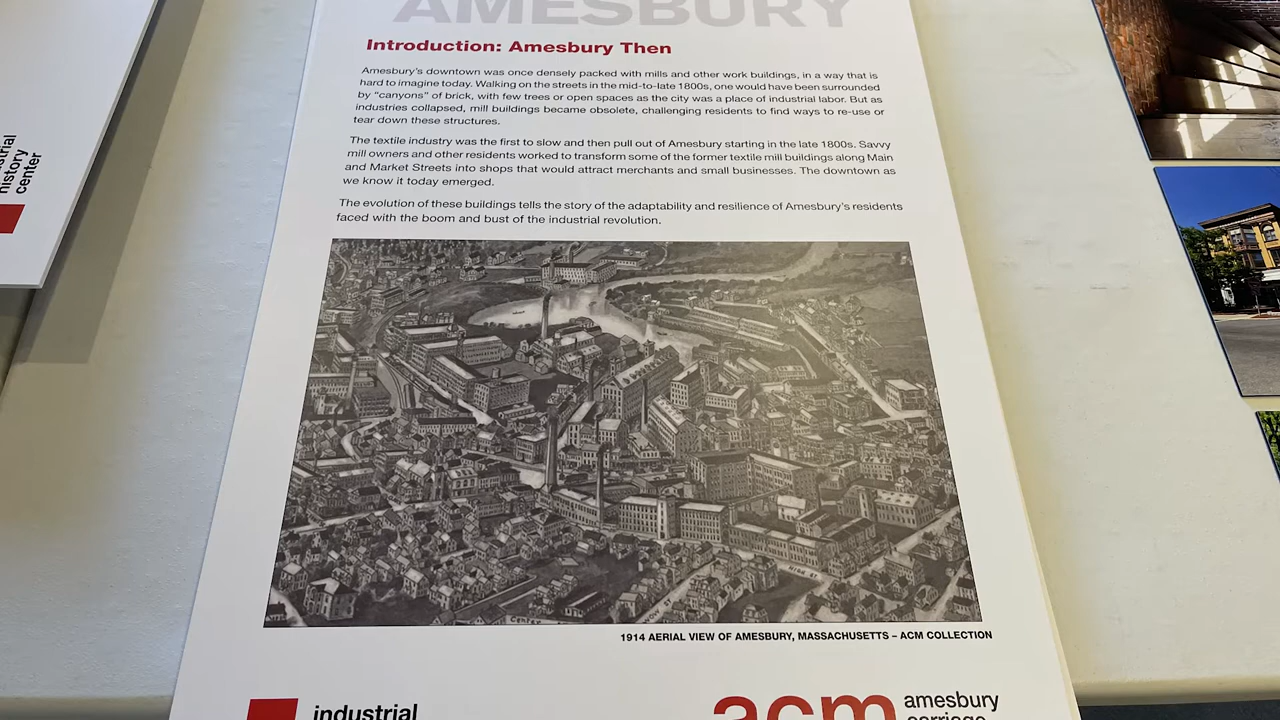 AMESBURY
Introduction: Amesbury Then
Amesbury's downtown was once densely packed with mills and other work buildings, in a way that is
hard to imagine today. Walking on the streets in the mid-to-late 1800s, one would have been surrounded
by "canyons" of brick, with few trees or open spaces as the city was a place of industrial labor. But as
industries collapsed, mill buildings became obsolete, challenging residents to find ways to re-use or
tear down these structures.
The textile industry was the first to slow and then pull out of Amesbury starting in the late 1800s. Savvy
mill owners and other residents worked to transform some of the former textile mill buildings along Main
and Market Streets into shops that would attract merchants and small businesses. The downtown as
we know it today emerged.
The evolution of these buildings tells the story of the adaptability and resilience of Amesbury's residents
faced with the boom and bust of the industrial revolution.
HIGH ST
Center
1914 AERIAL VIEW OF AMESBURY, MASSACHUSETTS – ACM COLLECTION
industrial
acm
amesbury
carriage
history
center